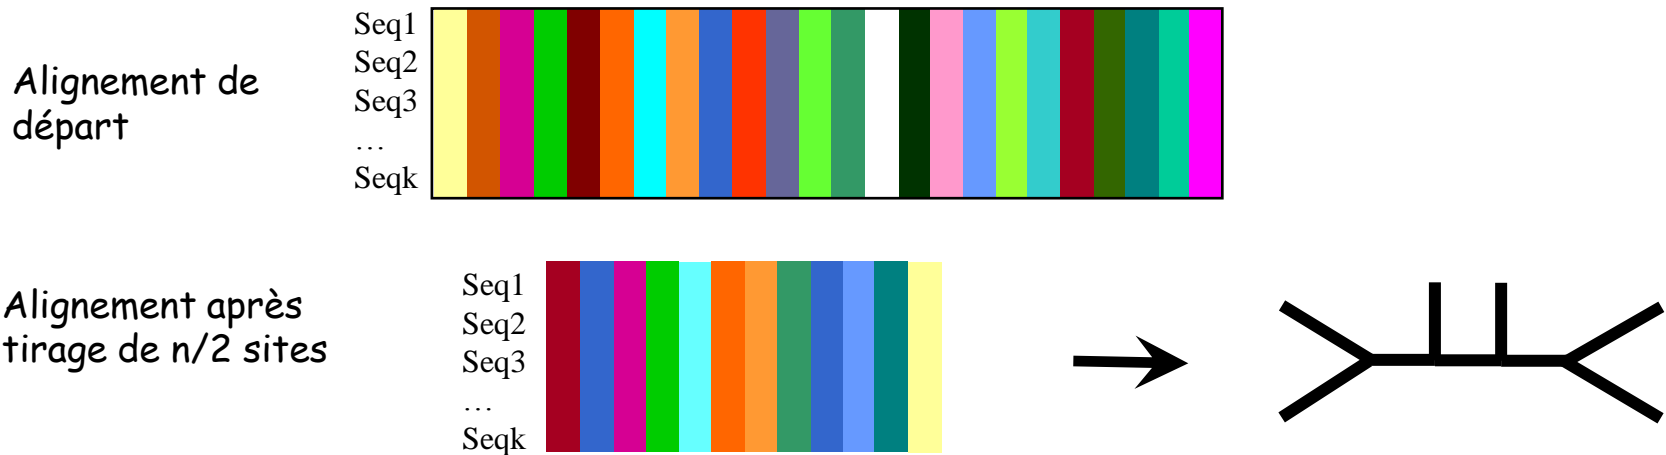 Alignement de
départ
Seq1
Seq2
Seq3
…
Seqk
Alignement après
tirage de n/2 sites
Seq1
Seq2
Seq3
…
Seqk